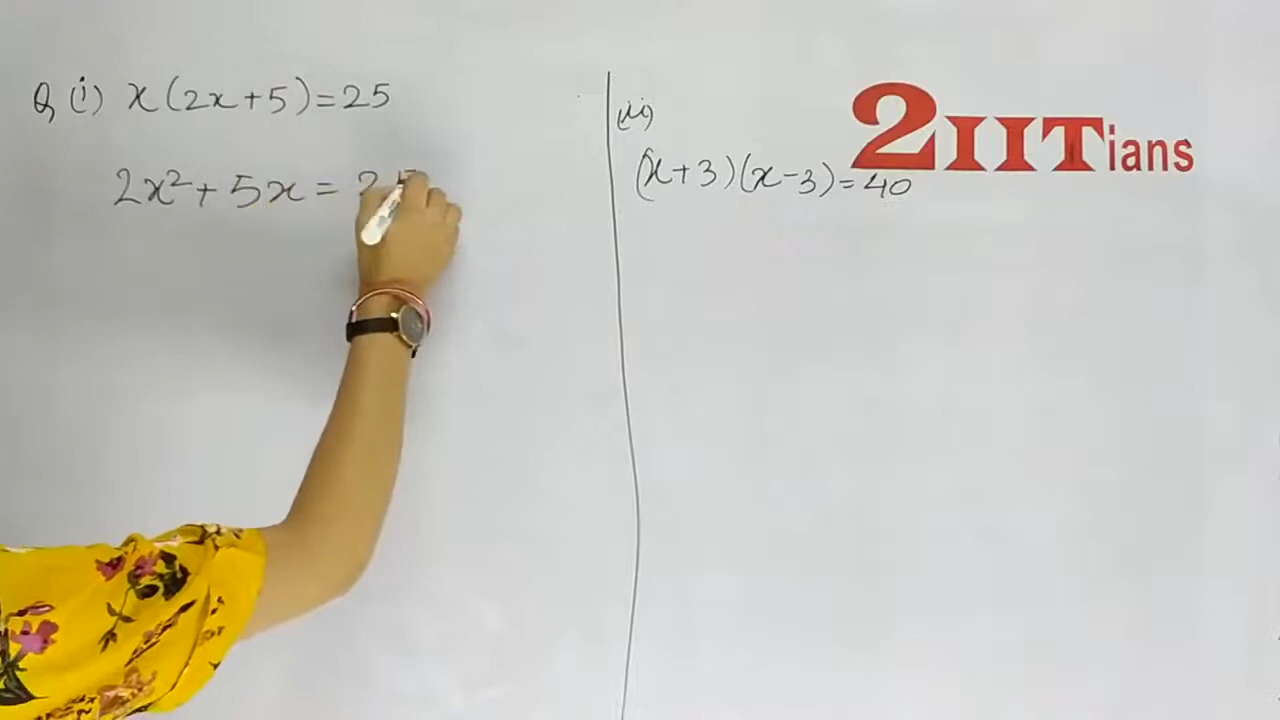 Q (i) x(2x+5)=25
2x²+5x=25
(ii)
(x+3)(x-3)=40
2IITians